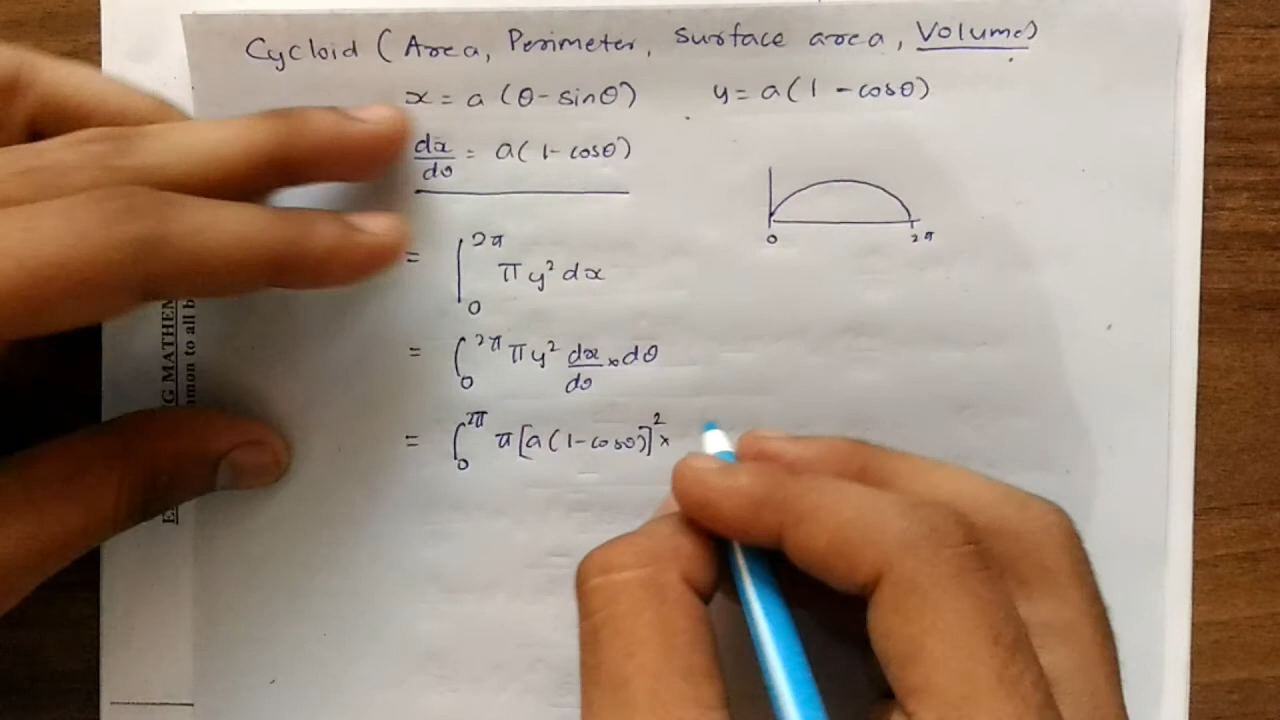 Cycloid (Area, Perimeter, surface area, Volume)
x = a (θ - sinθ) y = a(1 - cosθ)
dx/dθ = a(1 - cosθ)
0 2π
= ∫₀^2π π y² dx
= ∫₀^2π π y² dx/dθ × dθ
= ∫₀^2π π [a(1-cosθ)]² ×